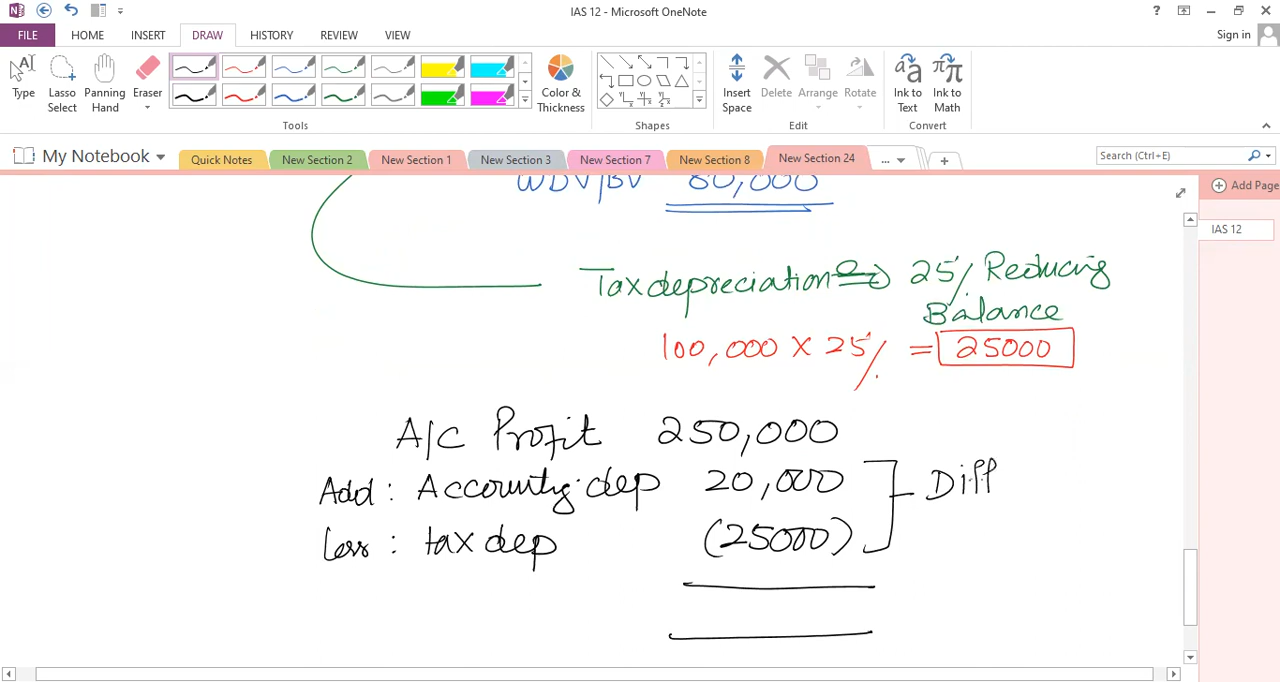 IAS 12 - Microsoft OneNote
?
FILE HOME INSERT DRAW HISTORY REVIEW VIEW
Sign in
Type
Lasso Select
Panning Hand
Eraser
Color & Thickness
Insert Space
Delete
Arrange
Rotate
Ink to Text
Ink to Math
Tools
Shapes
Edit
Convert
My Notebook
Quick Notes
New Section 2
New Section 1
New Section 3
New Section 7
New Section 8
New Section 24
...
Search (Ctrl+E)
Add Page
IAS 12
WDV/BV 80,000
Tax depreciation => 25% Reducing
Balance
100,000 X 25% = 25000
A/C Profit 250,000
Add : Accounting dep 20,000 Diff
Less : tax dep (25000)